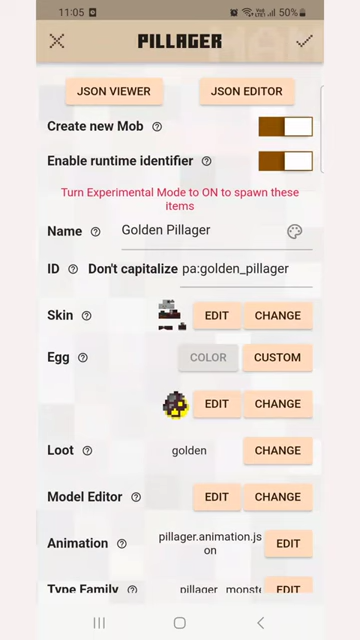 11:05
50%
PILLAGER
JSON VIEWER
JSON EDITOR
Create new Mob
Enable runtime identifier
Turn Experimental Mode to ON to spawn these
items
Name Golden Pillager
ID Don't capitalize pa:golden_pillager
Skin EDIT CHANGE
Egg COLOR CUSTOM
EDIT CHANGE
Loot golden CHANGE
Model Editor EDIT CHANGE
Animation pillager.animation.js
on EDIT
Type Family pillager monste EDIT